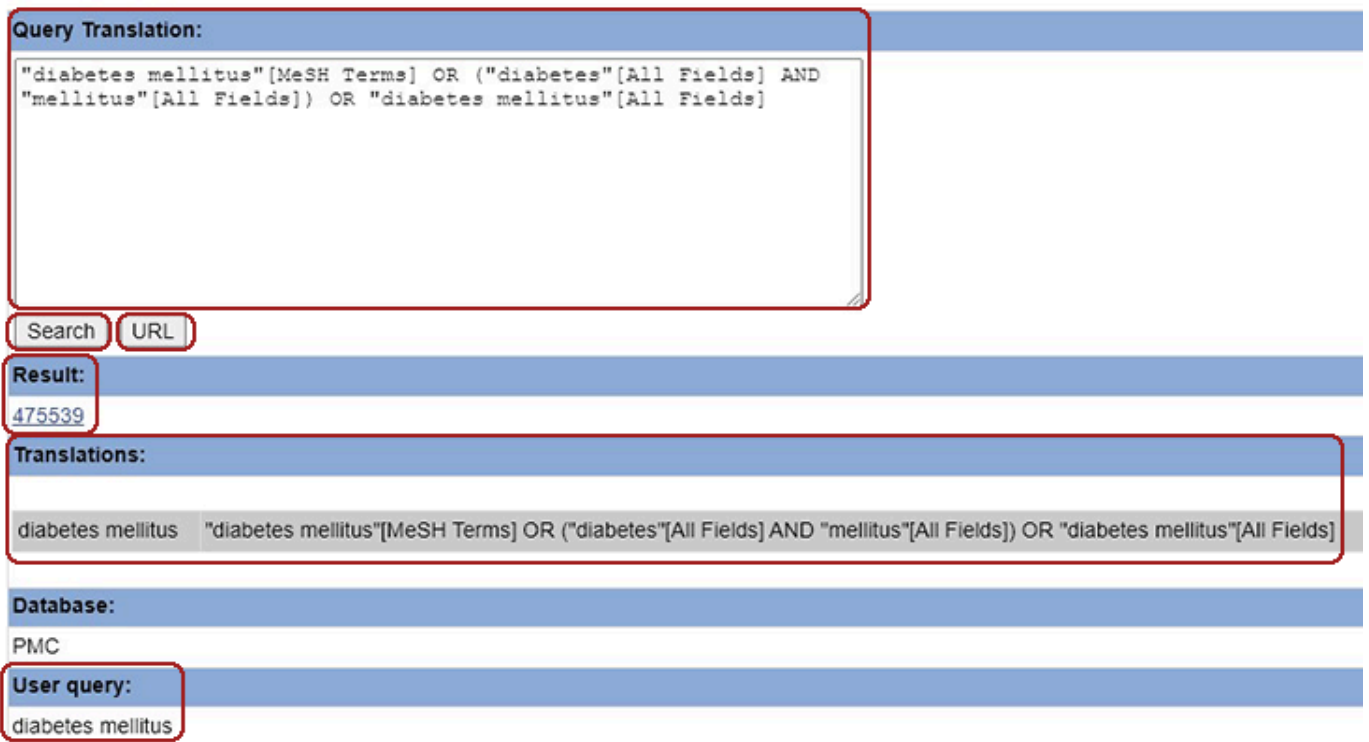 Query Translation:
"diabetes mellitus"[MeSH Terms] OR ("diabetes"[All Fields] AND
"mellitus"[All Fields]) OR "diabetes mellitus"[All Fields]
Search URL
Result:
475539
Translations:
diabetes mellitus "diabetes mellitus"[MeSH Terms] OR ("diabetes"[All Fields] AND "mellitus"[All Fields]) OR "diabetes mellitus"[All Fields]
Database:
PMC
User query:
diabetes mellitus